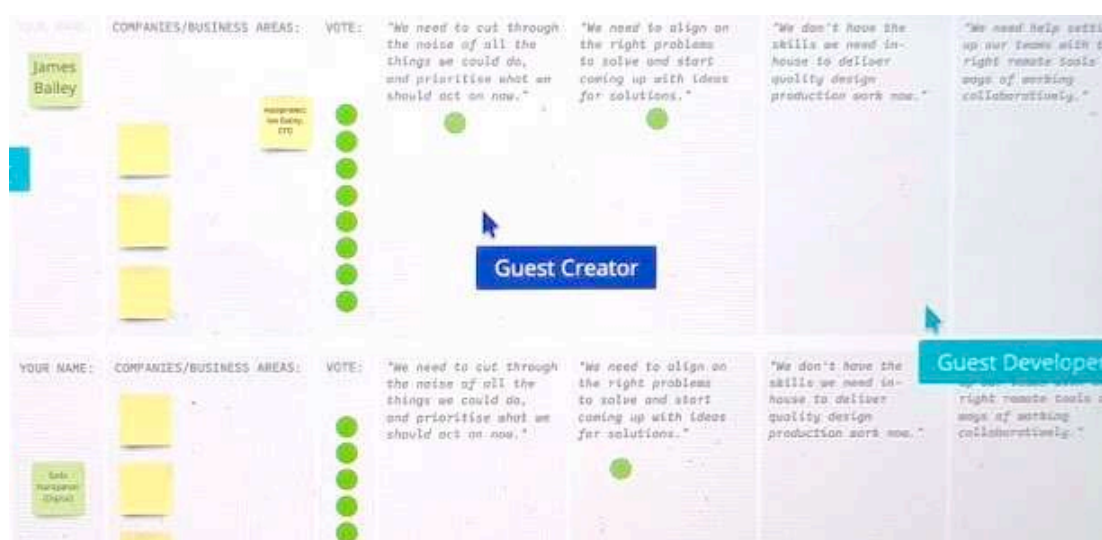 YOUR NAME:
COMPANIES/BUSINESS AREAS:
VOTE:
"We need to cut through
the noise of all the
things we could do,
and prioritise what we
should act on now."
"We need to align on
the right problems
to solve and start
coming up with ideas
for solutions."
"We don't have the
skills we need in-
house to deliver
quality design
production work now."
"We need help setti
up our teams with t
right remote tools
ways of working
collaboratively."
James
Bailey
Guest Creator
Guest Developer
YOUR NAME:
COMPANIES/BUSINESS AREAS:
VOTE:
"We need to cut through
the noise of all the
things we could do,
and prioritise what we
should act on now."
"We need to align on
the right problems
to solve and start
coming up with ideas
for solutions."
"We don't have the
skills we need in-
house to deliver
quality design
production work now."
right remote tools
ways of working
collaboratively."